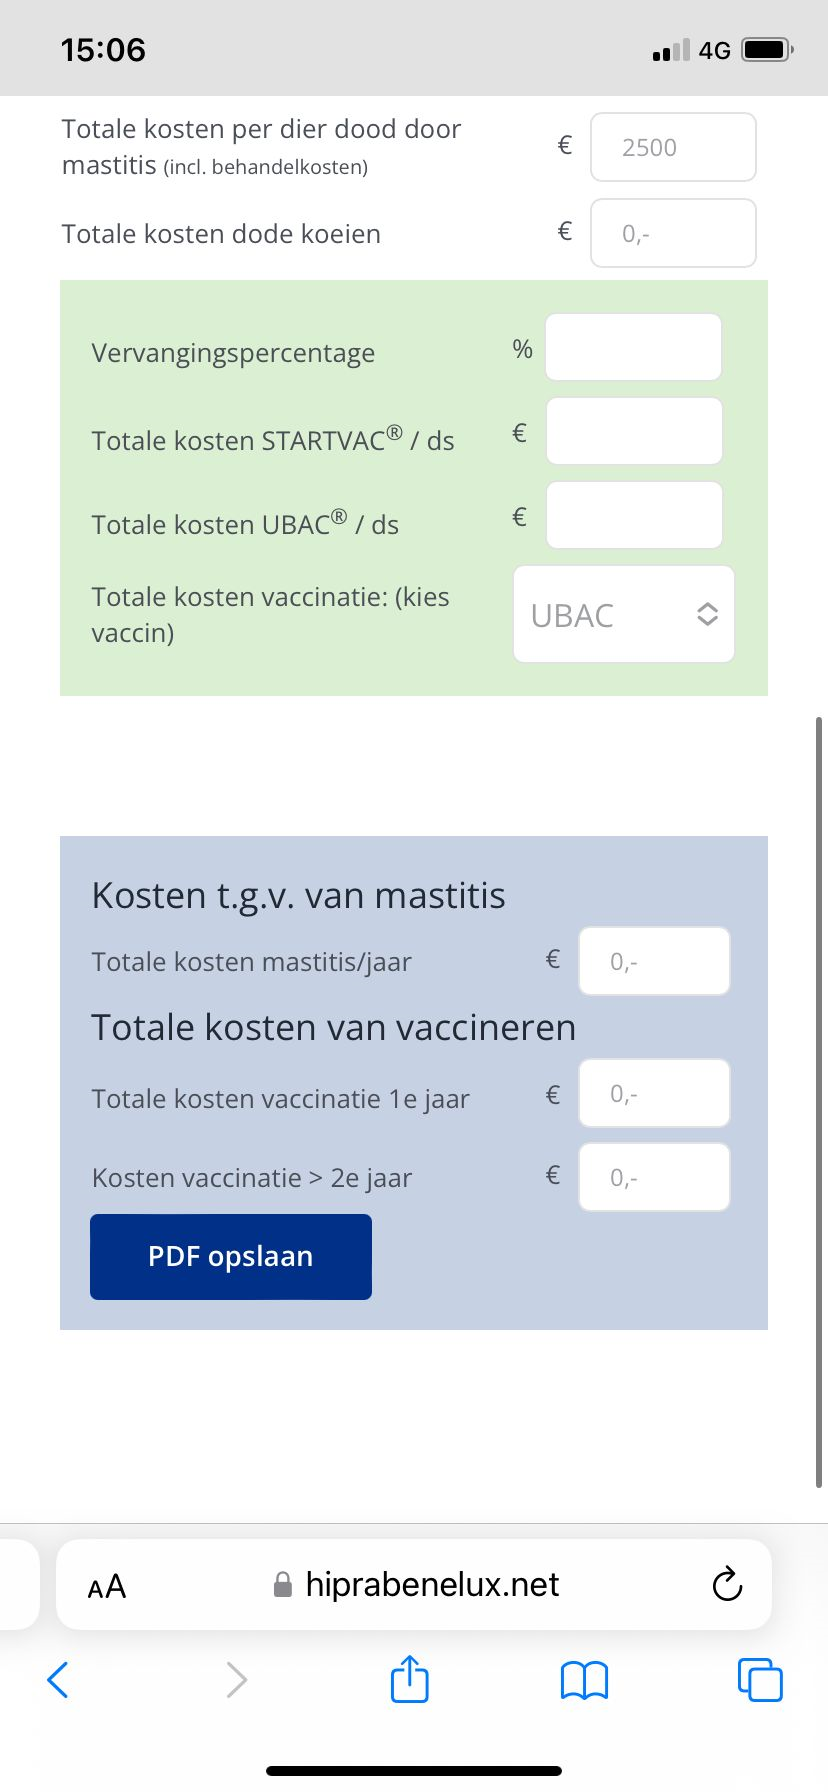 15:06
4G
Totale kosten per dier dood door
mastitis (incl. behandelkosten)
€ 2500
Totale kosten dode koeien € 0,-
Vervangingspercentage %
Totale kosten STARTVAC® / ds €
Totale kosten UBAC® / ds €
Totale kosten vaccinatie: (kies
vaccin)
UBAC
Kosten t.g.v. van mastitis
Totale kosten mastitis/jaar € 0,-
Totale kosten van vaccineren
Totale kosten vaccinatie 1e jaar € 0,-
Kosten vaccinatie > 2e jaar € 0,-
PDF opslaan
AA hiprabenelux.net